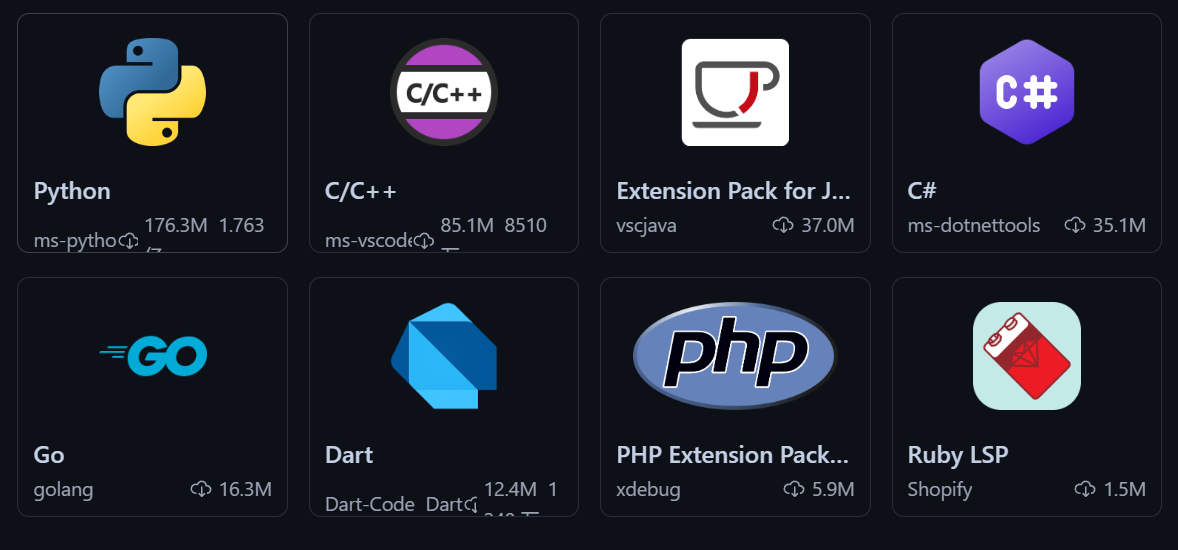 C/C++
C#
Python
C/C++
Extension Pack for J...
C#
ms-pytho
176.3M 1.763
ms-vscode
85.1M 8510
vscjava
37.0M
ms-dotnettools
35.1M
GO
php
Go
Dart
PHP Extension Pack...
Ruby LSP
golang
16.3M
Dart-Code Dart
12.4M 1
xdebug
5.9M
Shopify
1.5M